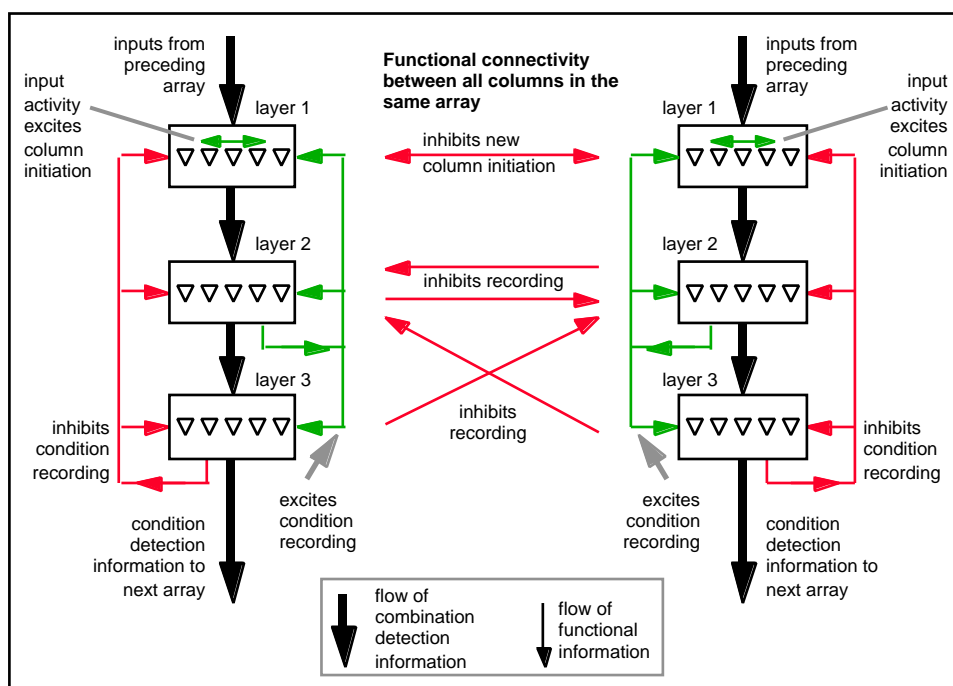 inputs from
preceding
array
input
activity
excites
column
initiation
layer 1
layer 2
layer 3
inhibits
condition
recording
excites
condition
recording
condition
detection
information to
next array
Functional connectivity
between all columns in the
same array
inhibits new
column initiation
inhibits recording
inhibits
recording
inputs from
preceding
array
input
activity
excites
column
initiation
layer 1
layer 2
layer 3
inhibits
condition
recording
excites
condition
recording
condition
detection
information to
next array
flow of
combination
detection
information
flow of
functional
information